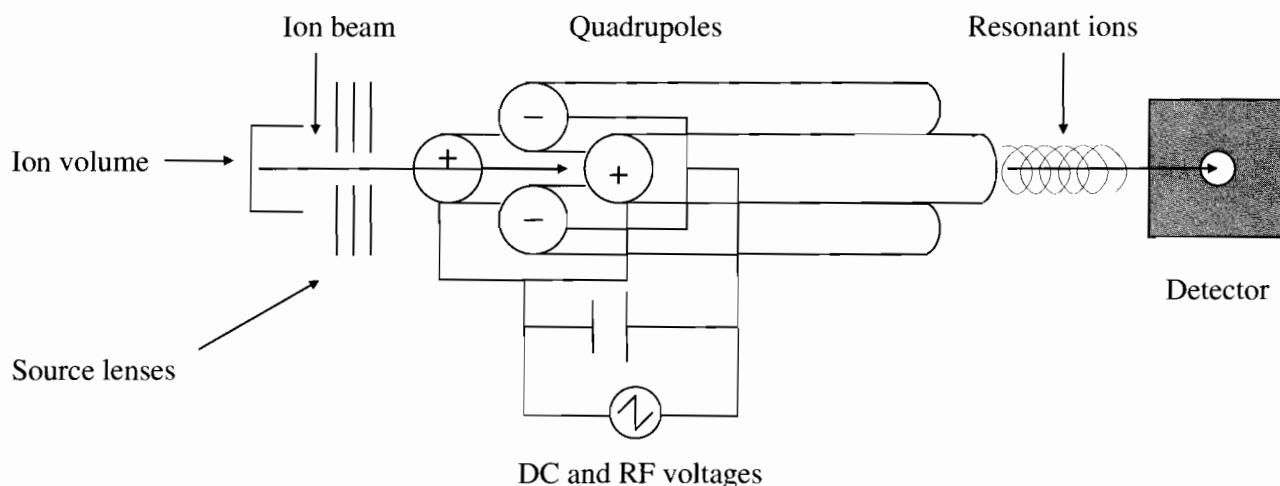 Ion beam
Quadrupoles
Resonant ions
Ion volume
−
+
+
−
Detector
Source lenses
DC and RF voltages